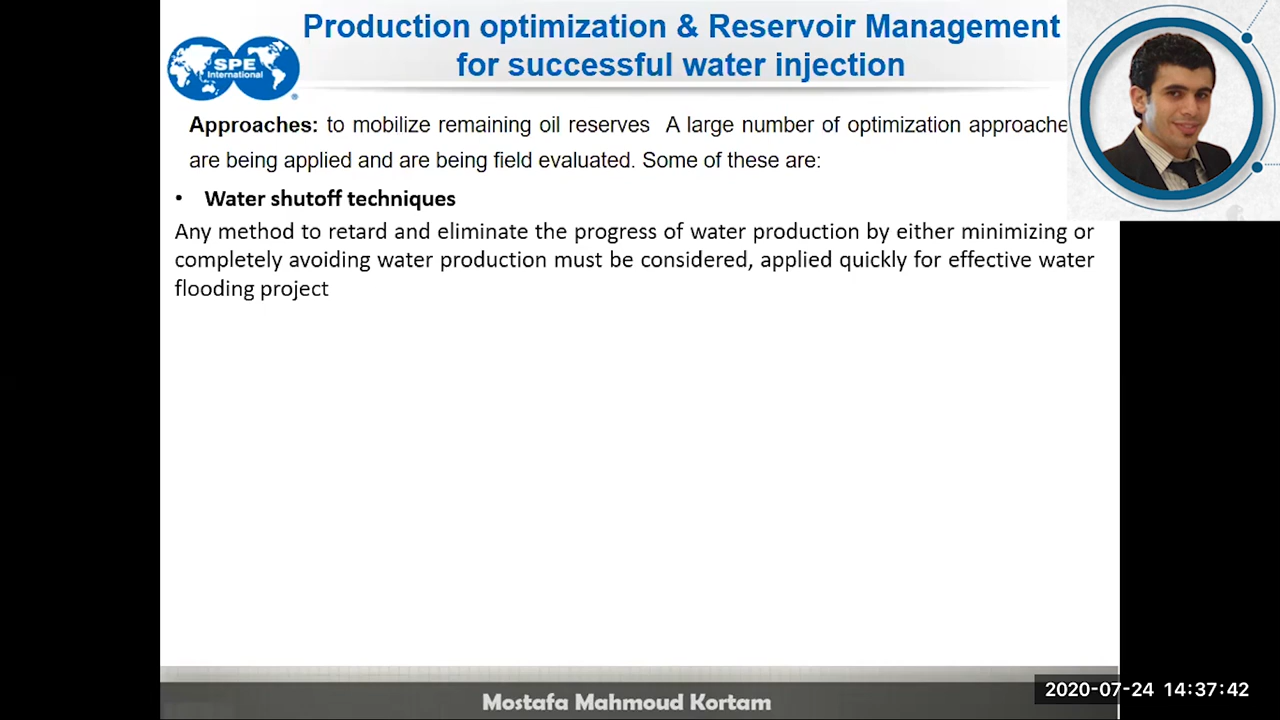 Production optimization & Reservoir Management
for successful water injection
SPE
International
Approaches: to mobilize remaining oil reserves A large number of optimization approache
are being applied and are being field evaluated. Some of these are:
• Water shutoff techniques
Any method to retard and eliminate the progress of water production by either minimizing or
completely avoiding water production must be considered, applied quickly for effective water
flooding project
Mostafa Mahmoud Kortam
2020-07-24 14:37:42